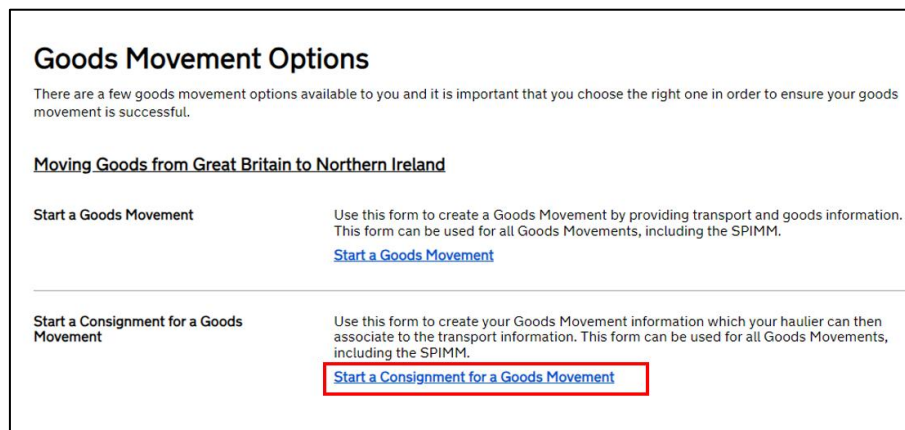 Goods Movement Options
There are a few goods movement options available to you and it is important that you choose the right one in order to ensure your goods
movement is successful.
Moving Goods from Great Britain to Northern Ireland
Start a Goods Movement
Use this form to create a Goods Movement by providing transport and goods information.
This form can be used for all Goods Movements, including the SPIMM.
Start a Goods Movement
Start a Consignment for a Goods
Movement
Use this form to create your Goods Movement information which your haulier can then
associate to the transport information. This form can be used for all Goods Movements,
including the SPIMM.
Start a Consignment for a Goods Movement